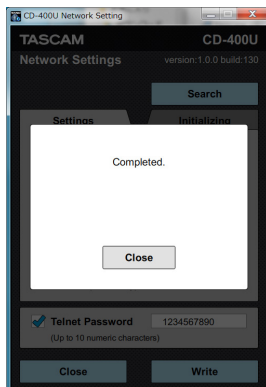 CD-400U Network Setting
TASCAM CD-400U
Network Settings version:1.0.0 build:130
Search
Settings Initializing
Completed.
Close
Telnet Password 1234567890
(Up to 10 numeric characters)
Close Write